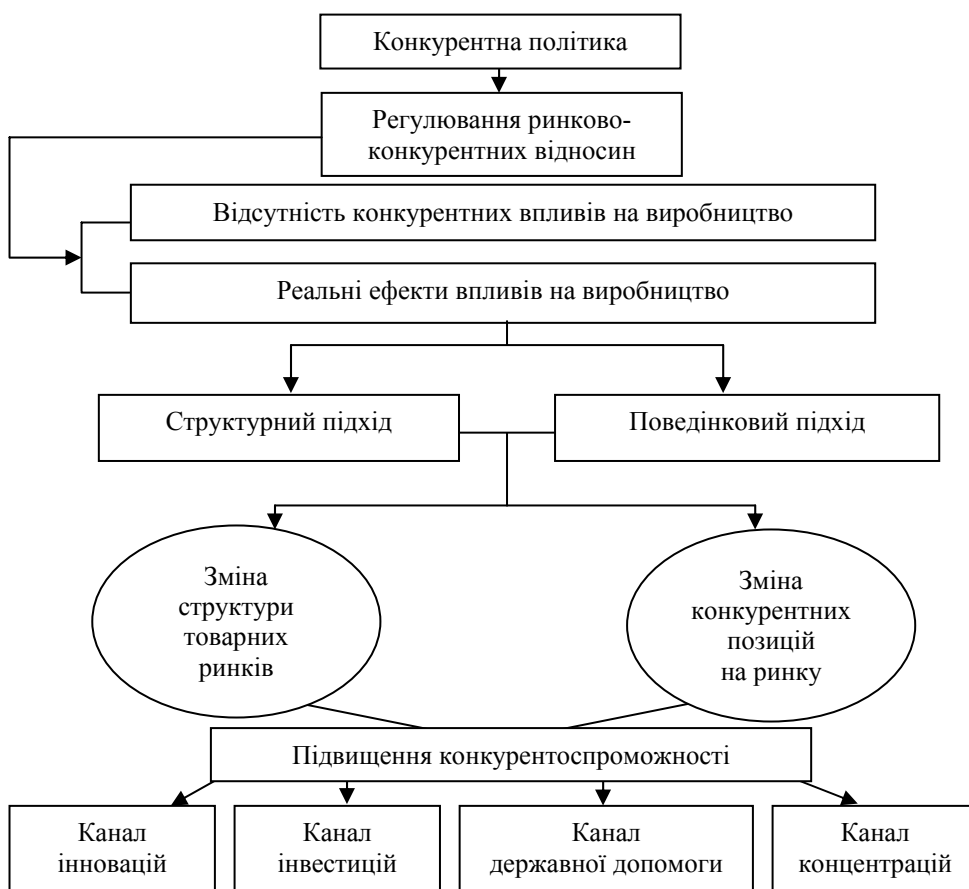 Конкурентна політика
Регулювання ринково-
конкурентних відносин
Відсутність конкурентних впливів на виробництво
Реальні ефекти впливів на виробництво
Структурний підхід
Поведінковий підхід
Зміна
структури
товарних
ринків
Зміна
конкурентних
позицій
на ринку
Підвищення конкурентоспроможності
Канал
інновацій
Канал
інвестицій
Канал
державної допомоги
Канал
концентрацій